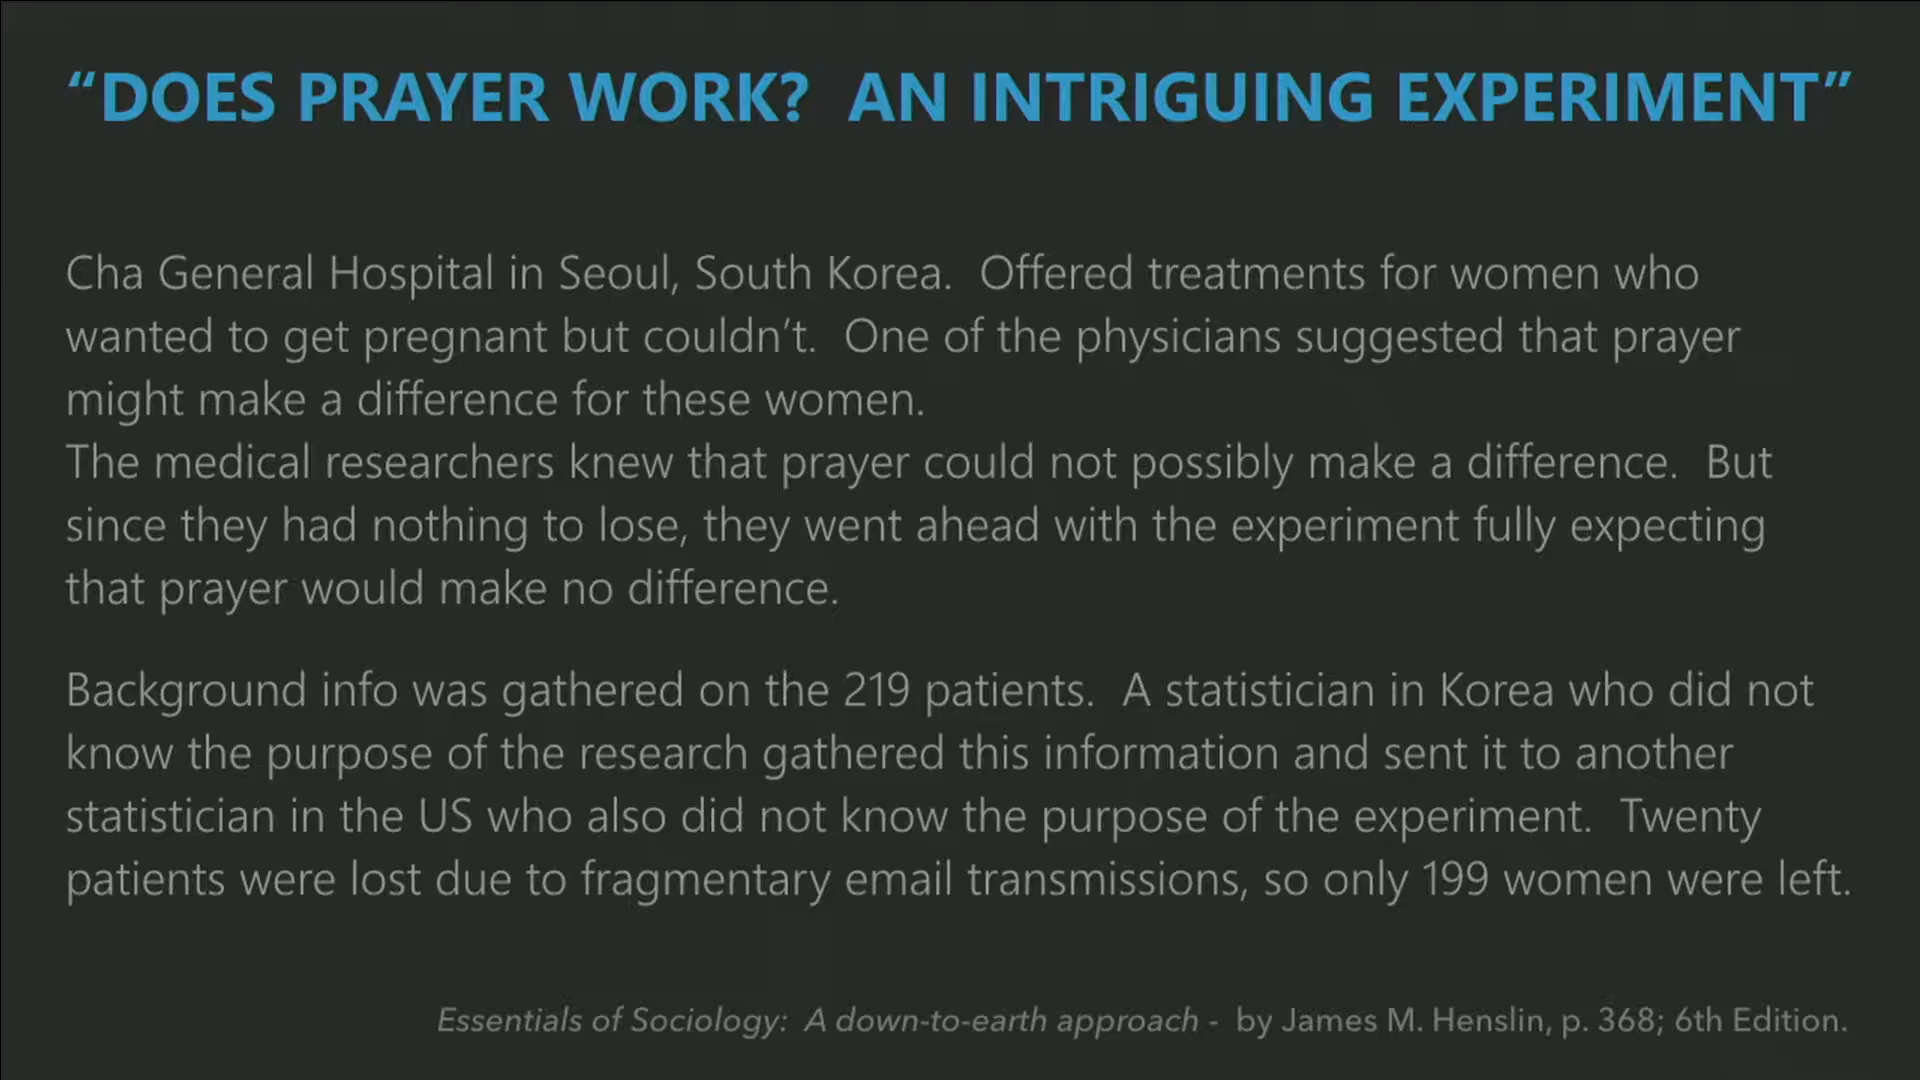 “DOES PRAYER WORK?  AN INTRIGUING EXPERIMENT”
Cha General Hospital in Seoul, South Korea.  Offered treatments for women who
wanted to get pregnant but couldn’t.  One of the physicians suggested that prayer
might make a difference for these women.
The medical researchers knew that prayer could not possibly make a difference.  But
since they had nothing to lose, they went ahead with the experiment fully expecting
that prayer would make no difference.
Background info was gathered on the 219 patients.  A statistician in Korea who did not
know the purpose of the research gathered this information and sent it to another
statistician in the US who also did not know the purpose of the experiment.  Twenty
patients were lost due to fragmentary email transmissions, so only 199 women were left.
Essentials of Sociology:  A down-to-earth approach -  by James M. Henslin, p. 368; 6th Edition.